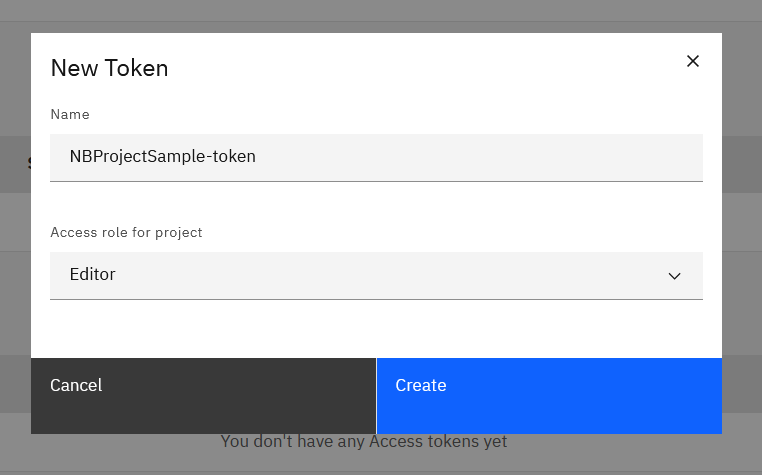 New Token
Name
NBProjectSample-token
Access role for project
Editor
Cancel
Create
You don't have any Access tokens yet